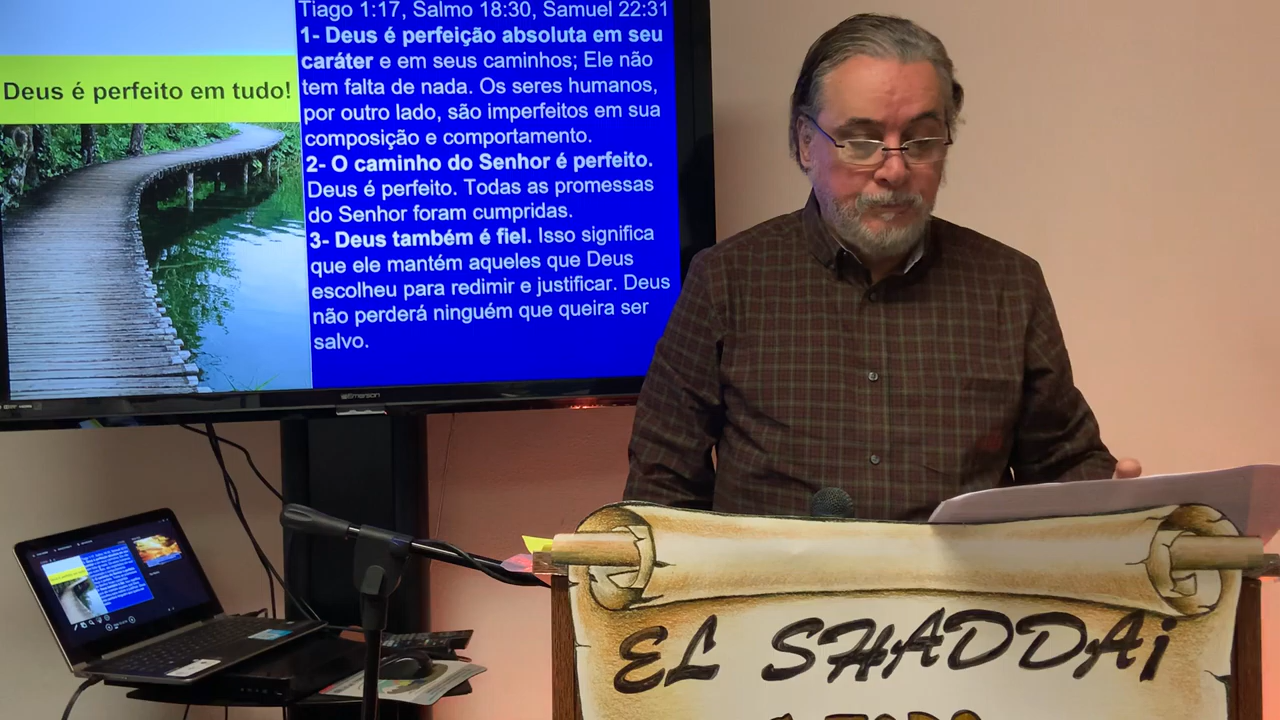 Tiago 1:17, Salmo 18:30, Samuel 22:31
1- Deus é perfeição absoluta em seu
caráter e em seus caminhos; Ele não
tem falta de nada. Os seres humanos,
por outro lado, são imperfeitos em sua
composição e comportamento.
2- O caminho do Senhor é perfeito.
Deus é perfeito. Todas as promessas
do Senhor foram cumpridas.
3- Deus também é fiel. Isso significa
que ele mantém aqueles que Deus
escolheu para redimir e justificar. Deus
não perderá ninguém que queira ser
salvo.
Deus é perfeito em tudo!
Emerson
EL SHADDAi